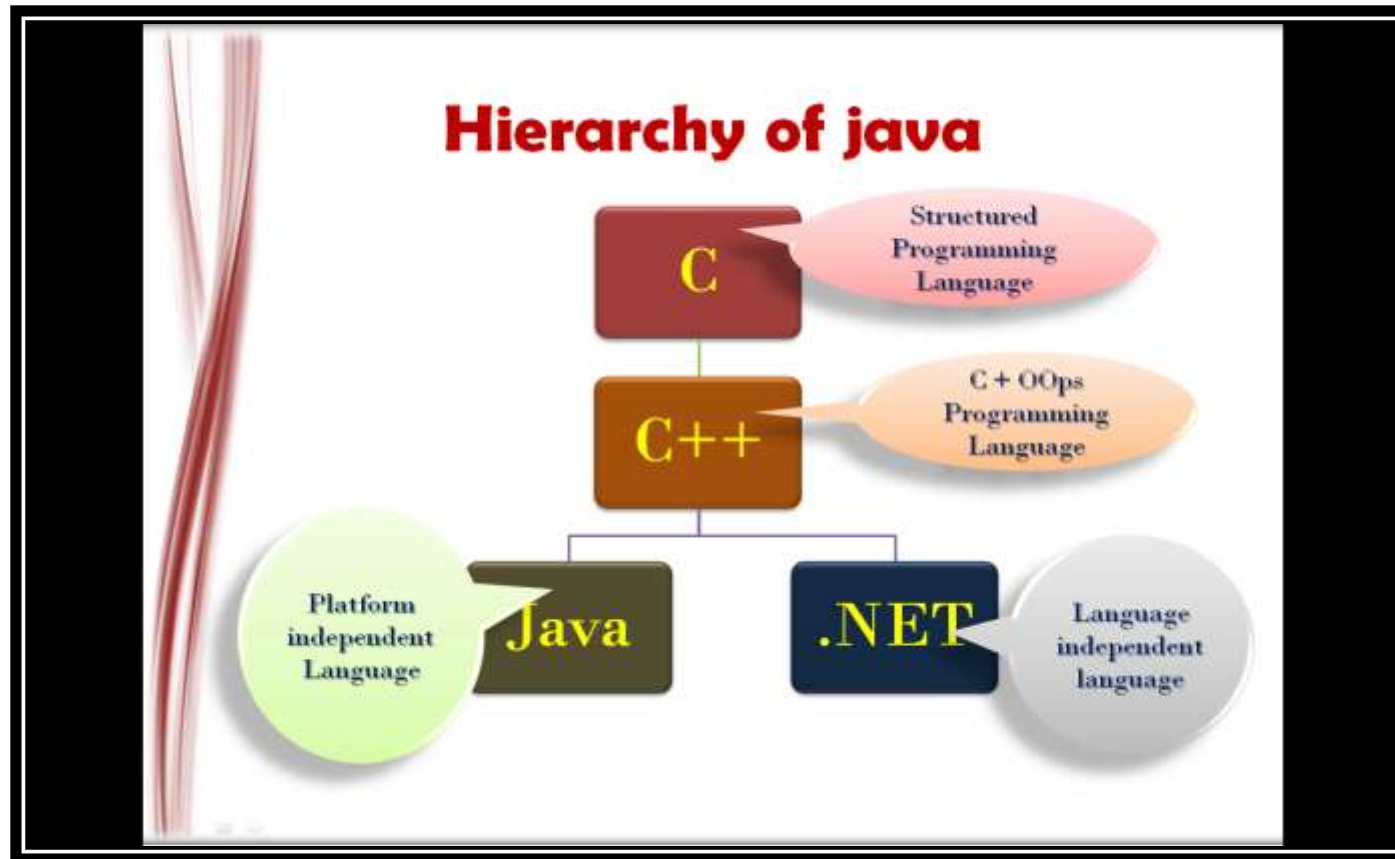 Hierarchy of java
C
Structured
Programming
Language
C++
C + OOps
Programming
Language
Platform
independent
Language
Java
.NET
Language
independent
language